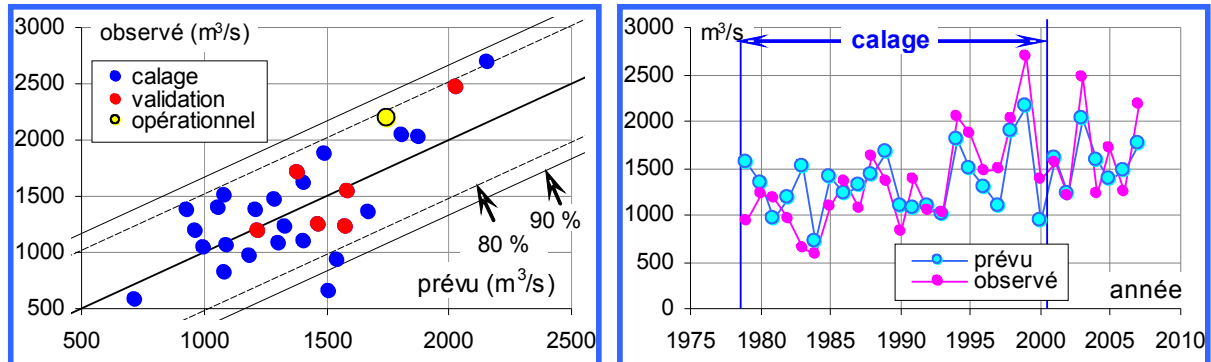 3000
2500
2000
1500
1000
500
observé (m³/s)
calage
validation
opérationnel
90 %
80 %
prévu (m³/s)
500 1000 1500 2000 2500
3000
2500
2000
1500
1000
500
0
m³/s
calage
prévu
observé
année
1975 1980 1985 1990 1995 2000 2005 2010